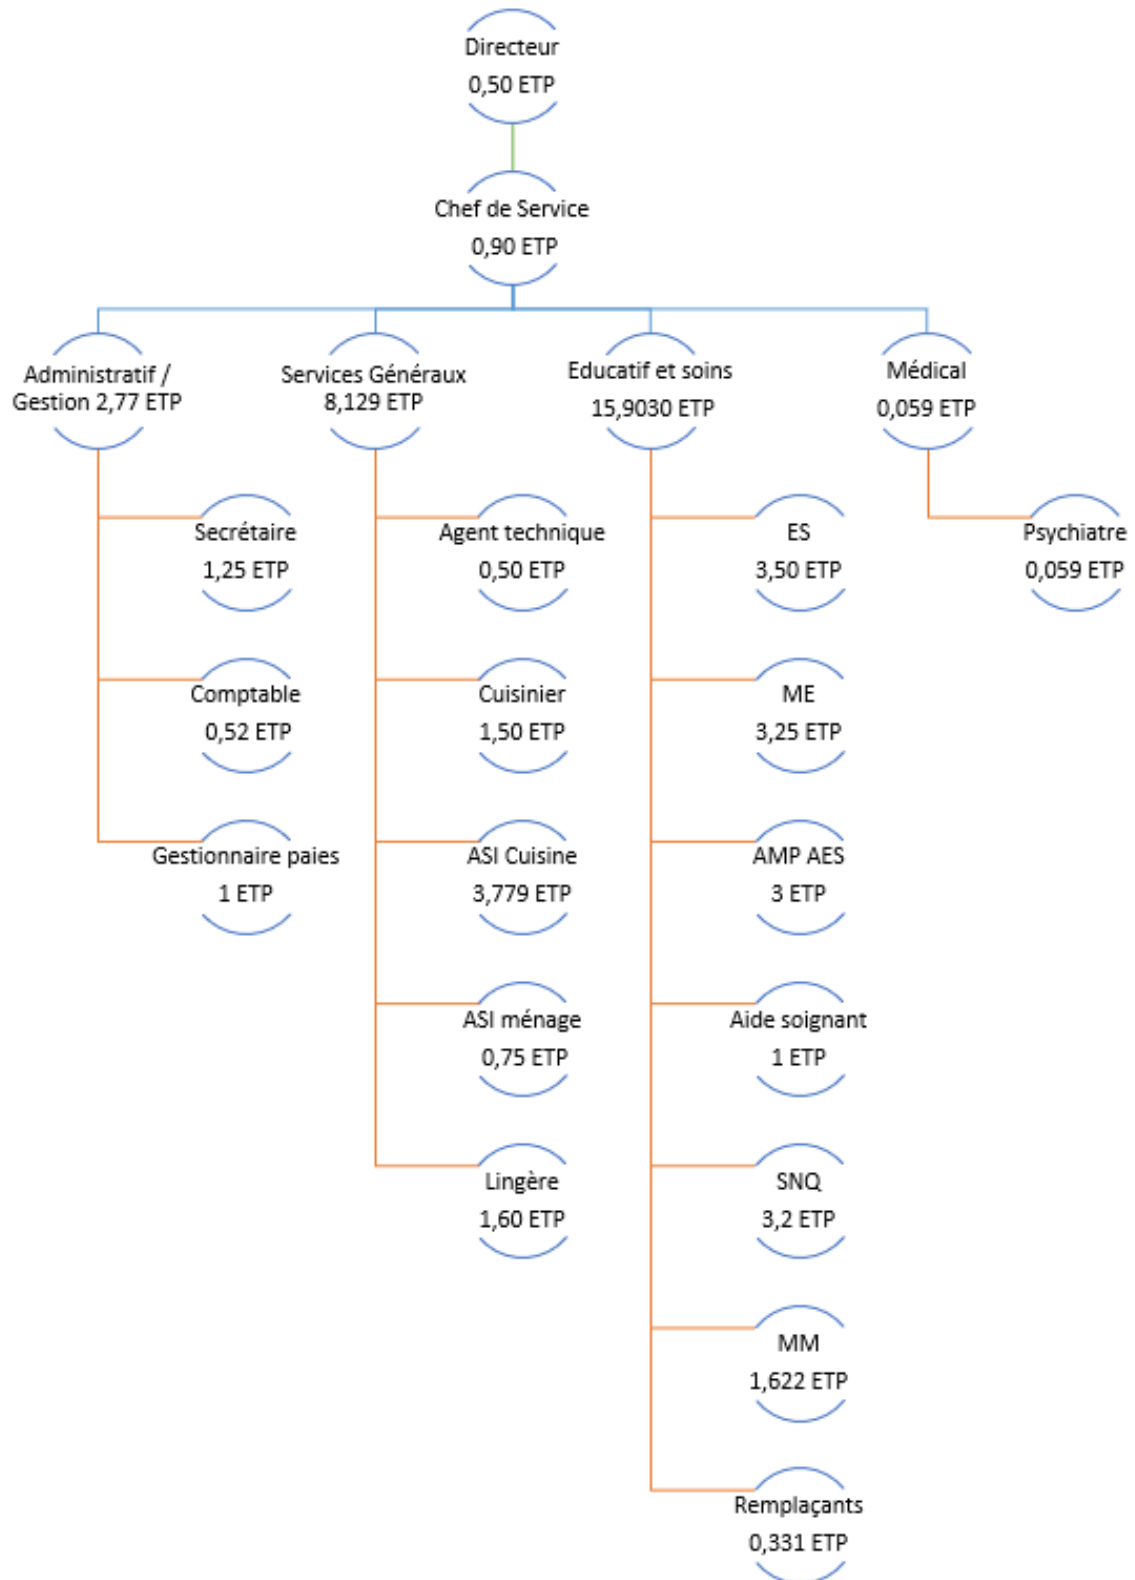 Directeur
0,50 ETP
Chef de Service
0,90 ETP
Administratif /
Gestion 2,77 ETP
Services Généraux
8,129 ETP
Educatif et soins
15,9030 ETP
Médical
0,059 ETP
Secrétaire
1,25 ETP
Comptable
0,52 ETP
Gestionnaire paies
1 ETP
Agent technique
0,50 ETP
Cuisinier
1,50 ETP
ASI Cuisine
3,779 ETP
ASI ménage
0,75 ETP
Lingère
1,60 ETP
ES
3,50 ETP
ME
3,25 ETP
AMP AES
3 ETP
Aide soignant
1 ETP
SNQ
3,2 ETP
MM
1,622 ETP
Remplaçants
0,331 ETP
Psychiatre
0,059 ETP